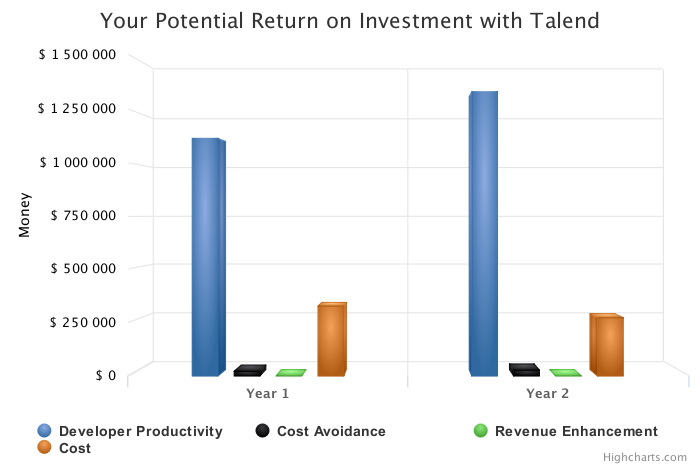 Your Potential Return on Investment with Talend
$ 1 500 000
$ 1 250 000
$ 1 000 000
$ 750 000
$ 500 000
$ 250 000
$ 0
Money
Year 1
Year 2
Developer Productivity
Cost Avoidance
Revenue Enhancement
Cost
Highcharts.com